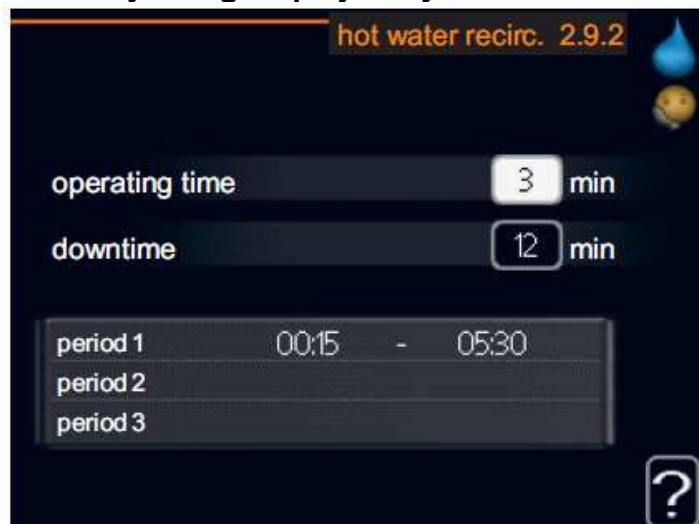 hot water recirc. 2.9.2
operating time 3 min
downtime 12 min
period 1 00:15 - 05:30
period 2
period 3
?